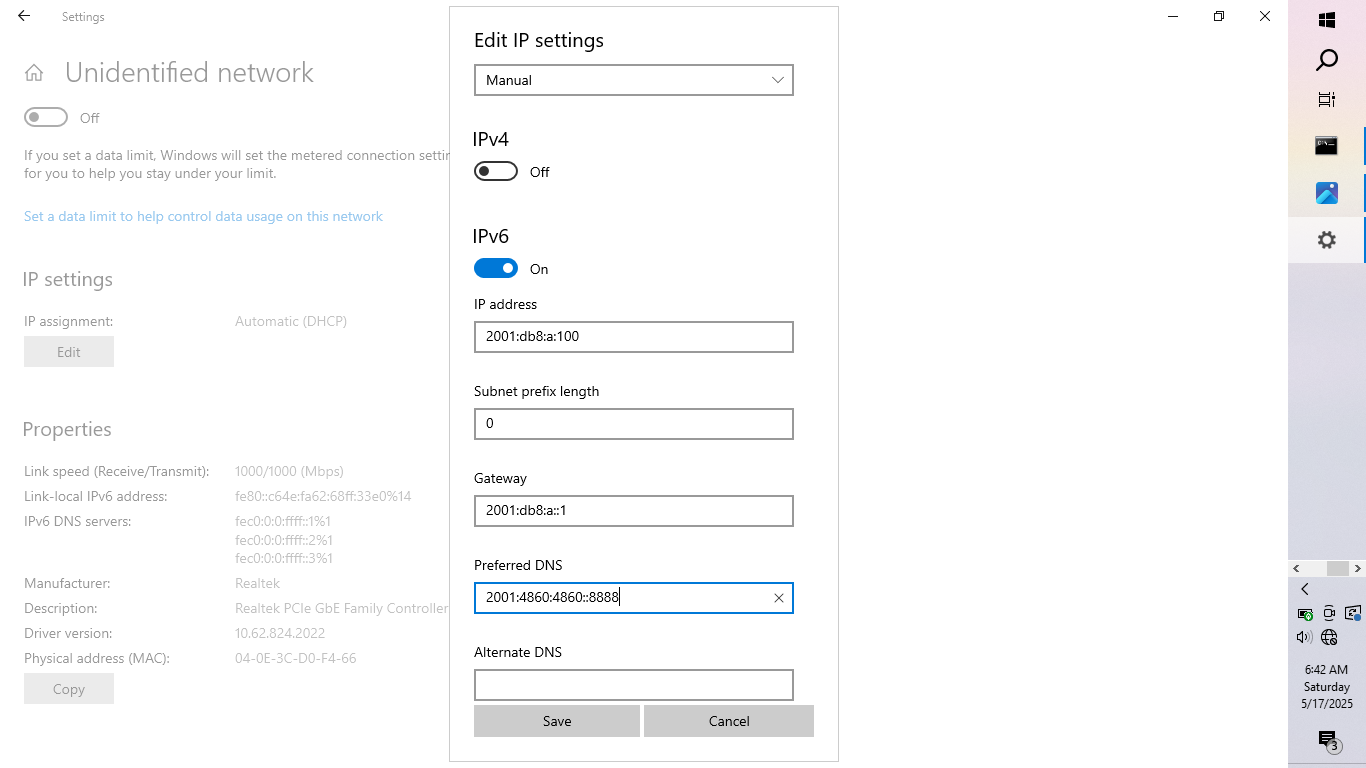 Settings
Unidentified network
Off
If you set a data limit, Windows will set the metered connection settin
for you to help you stay under your limit.
Set a data limit to help control data usage on this network
IP settings
IP assignment: Automatic (DHCP)
Edit
Properties
Link speed (Receive/Transmit): 1000/1000 (Mbps)
Link-local IPv6 address: fe80::c64e:fa62:68ff:33e0%14
IPv6 DNS servers: fec0:0:0:ffff::1%1
fec0:0:0:ffff::2%1
fec0:0:0:ffff::3%1
Manufacturer: Realtek
Description: Realtek PCIe GbE Family Controller
Driver version: 10.62.824.2022
Physical address (MAC): 04-0E-3C-D0-F4-66
Copy
Edit IP settings
Manual
IPv4
Off
IPv6
On
IP address
2001:db8:a:100
Subnet prefix length
0
Gateway
2001:db8:a::1
Preferred DNS
2001:4860:4860::8888
Alternate DNS
Save Cancel
6:42 AM
Saturday
5/17/2025
3